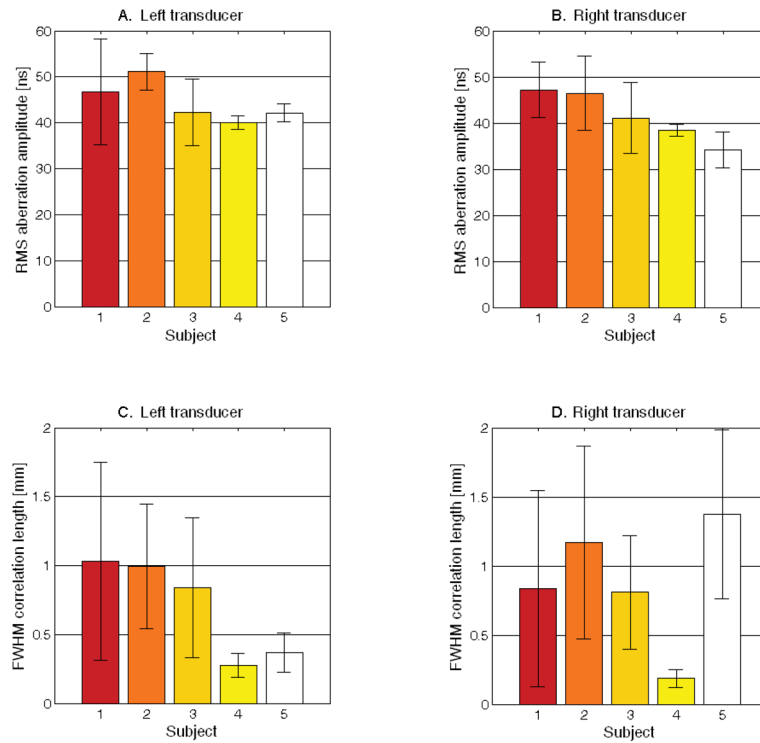 A. Left transducer
RMS aberration amplitude [ns]
60
50
40
30
20
10
0
1 2 3 4 5
Subject
B. Right transducer
RMS aberration amplitude [ns]
60
50
40
30
20
10
0
1 2 3 4 5
Subject
C. Left transducer
FWHM correlation length [mm]
2
1.5
1
0.5
0
1 2 3 4 5
Subject
D. Right transducer
FWHM correlation length [mm]
2
1.5
1
0.5
0
1 2 3 4 5
Subject